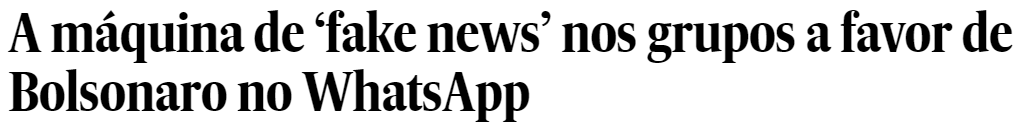 A máquina de ‘fake news’ nos grupos a favor de
Bolsonaro no WhatsApp